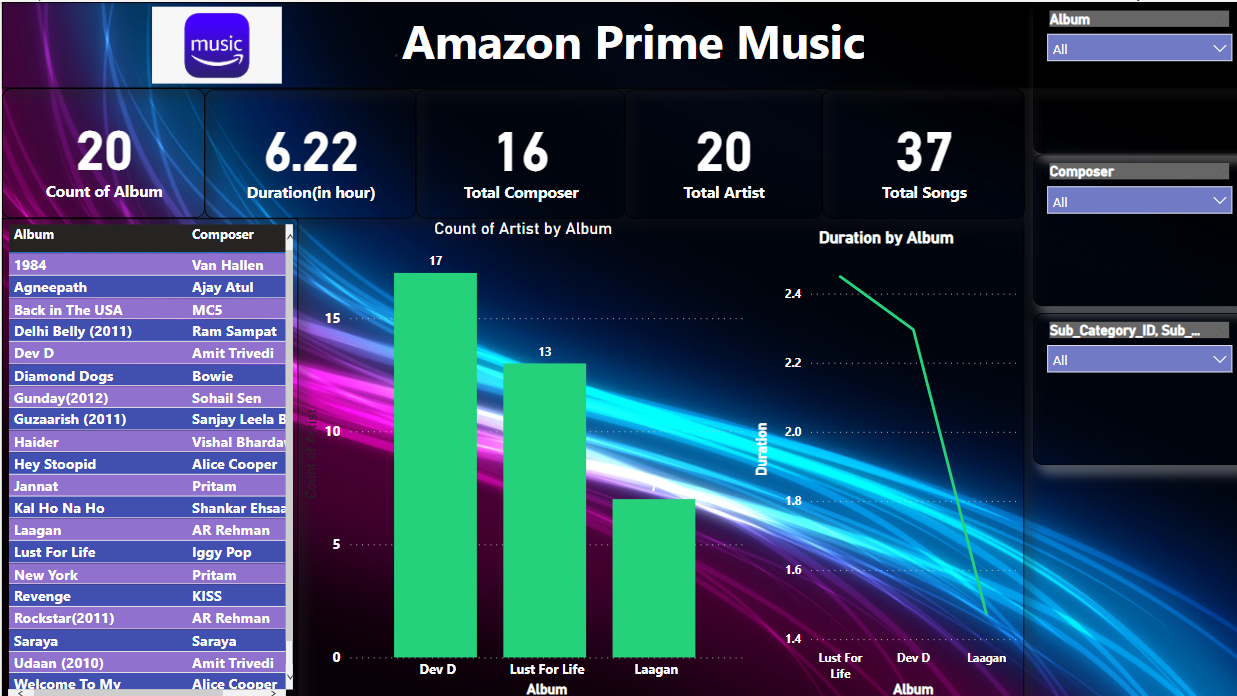 music
Amazon Prime Music
Album
All
20
Count of Album
6.22
Duration(in hour)
16
Total Composer
20
Total Artist
37
Total Songs
Composer
All
Sub_Category_ID, Sub_...
All
Album Composer
1984 Van Hallen
Agneepath Ajay Atul
Back in The USA MC5
Delhi Belly (2011) Ram Sampat
Dev D Amit Trivedi
Diamond Dogs Bowie
Gunday(2012) Sohail Sen
Guzaarish (2011) Sanjay Leela B
Haider Vishal Bhardaw
Hey Stoopid Alice Cooper
Jannat Pritam
Kal Ho Na Ho Shankar Ehsaa
Laagan AR Rehman
Lust For Life Iggy Pop
New York Pritam
Revenge KISS
Rockstar(2011) AR Rehman
Saraya Saraya
Udaan (2010) Amit Trivedi
Welcome To My Alice Cooper
Count of Artist by Album
Count of Artist
15
10
5
0
17
13
Dev D
Lust For Life
Laagan
Album
Duration by Album
Duration
2.4
2.2
2.0
1.8
1.6
1.4
Lust For
Life
Dev D
Laagan
Album